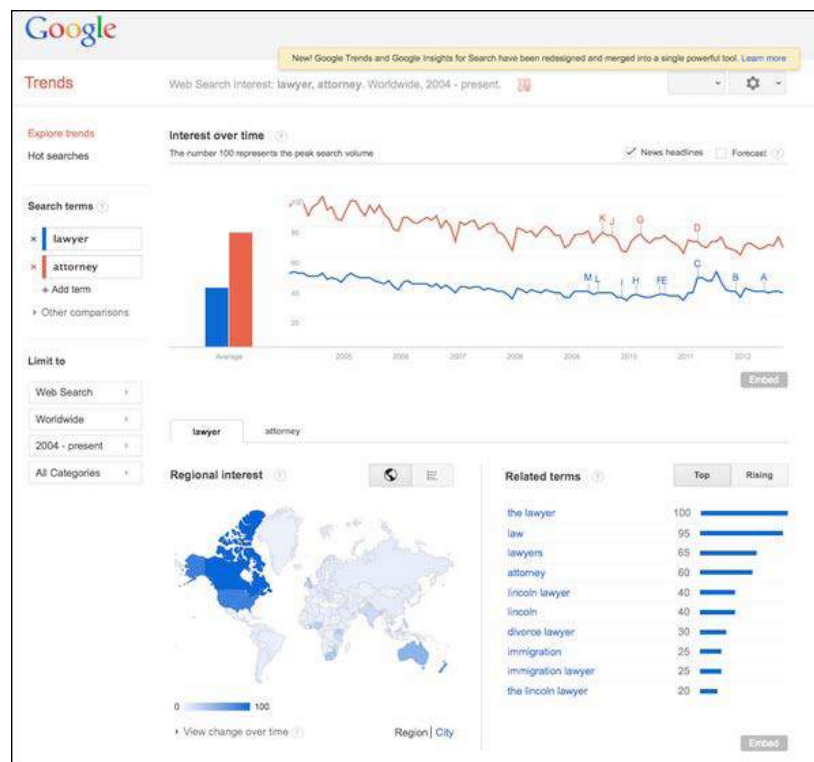 Google
New! Google Trends and Google Insights for Search have been redesigned and merged into a single powerful tool. Learn more
Trends
Web Search Interest: lawyer, attorney. Worldwide, 2004 - present.
Explore trends
Hot searches
Interest over time ?
The number 100 represents the peak search volume
News headlines Forecast ?
Search terms ?
× lawyer
× attorney
+ Add term
Other comparisons
100
80
60
40
20
K J G D
C
M L I H F E B A
Average 2005 2006 2007 2008 2009 2010 2011 2012
Embed
Limit to
Web Search
Worldwide
2004 - present
All Categories
lawyer attorney
Regional interest ?
0 100
View change over time ?
Region | City
Related terms ? Top Rising
the lawyer 100
law 95
lawyers 65
attorney 60
lincoln lawyer 40
lincoln 40
divorce lawyer 30
immigration 25
immigration lawyer 25
the lincoln lawyer 20
Embed